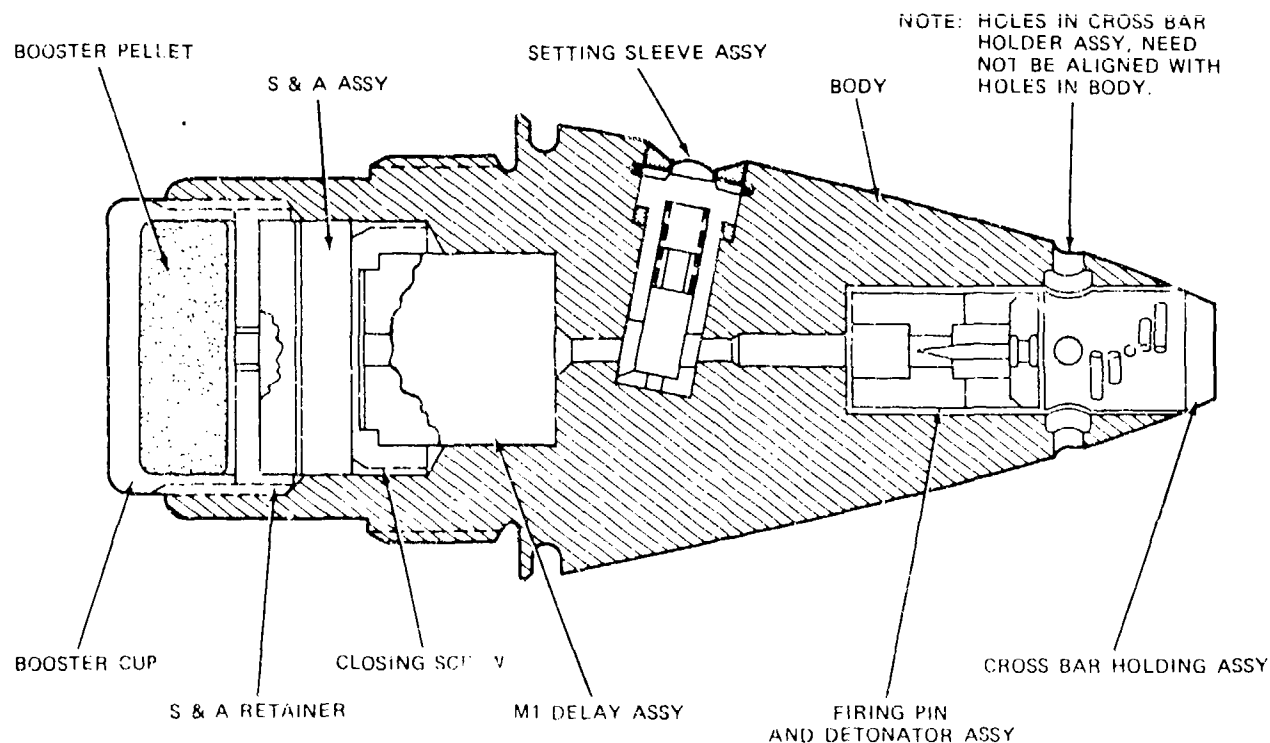 NOTE: HOLES IN CROSS BAR
HOLDER ASSY, NEED
NOT BE ALIGNED WITH
HOLES IN BODY.
BOOSTER PELLET
SETTING SLEEVE ASSY
S & A ASSY
BODY
BOOSTER CUP
CLOSING
CROSS BAR HOLDING ASSY
S & A RETAINER
M1 DELAY ASSY
FIRING PIN
AND DETONATOR ASSY